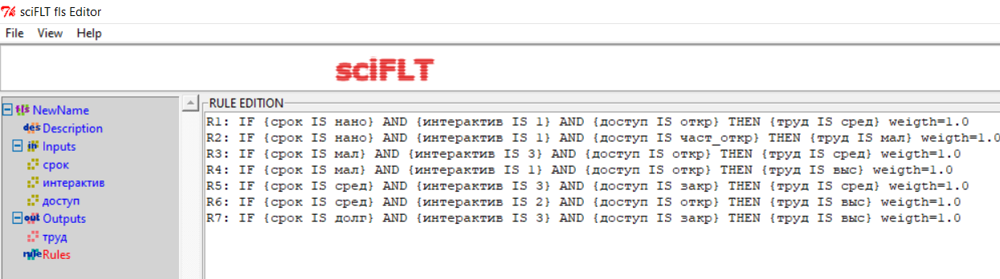 sciFLT fls Editor
File View Help
sciFLT
fls NewName
des Description
in Inputs
срок
интерактив
доступ
out Outputs
труд
rule Rules
RULE EDITION
R1: IF {срок IS нано} AND {интерактив IS 1} AND {доступ IS откр} THEN {труд IS сред} weigth=1.0
R2: IF {срок IS нано} AND {интерактив IS 1} AND {доступ IS част_откр} THEN {труд IS мал} weigth=1.0
R3: IF {срок IS мал} AND {интерактив IS 3} AND {доступ IS откр} THEN {труд IS сред} weigth=1.0
R4: IF {срок IS мал} AND {интерактив IS 1} AND {доступ IS откр} THEN {труд IS выс} weigth=1.0
R5: IF {срок IS сред} AND {интерактив IS 3} AND {доступ IS закр} THEN {труд IS сред} weigth=1.0
R6: IF {срок IS сред} AND {интерактив IS 2} AND {доступ IS откр} THEN {труд IS выс} weigth=1.0
R7: IF {срок IS долг} AND {интерактив IS 3} AND {доступ IS закр} THEN {труд IS выс} weigth=1.0